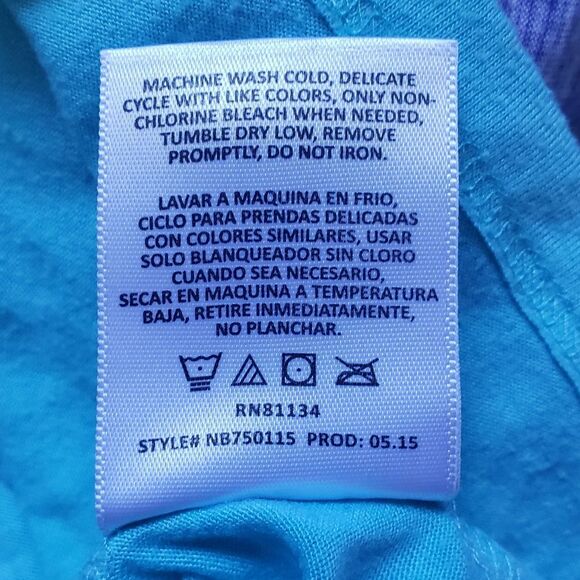 MACHINE WASH COLD, DELICATE
CYCLE WITH LIKE COLORS, ONLY NON-
CHLORINE BLEACH WHEN NEEDED,
TUMBLE DRY LOW, REMOVE
PROMPTLY, DO NOT IRON.
LAVAR A MAQUINA EN FRIO,
CICLO PARA PRENDAS DELICADAS
CON COLORES SIMILARES, USAR
SOLO BLANQUEADOR SIN CLORO
CUANDO SEA NECESARIO,
SECAR EN MAQUINA A TEMPERATURA
BAJA, RETIRE INMEDIATAMENTE,
NO PLANCHAR.
RN81134
STYLE# NB750115 PROD: 05.15